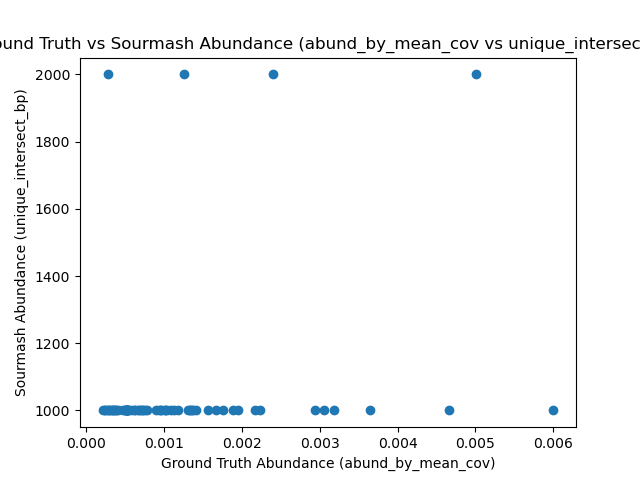 ound Truth vs Sourmash Abundance (abund_by_mean_cov vs unique_intersec
2000
1800
1600
1400
1200
1000
Sourmash Abundance (unique_intersect_bp)
0.000 0.001 0.002 0.003 0.004 0.005 0.006
Ground Truth Abundance (abund_by_mean_cov)